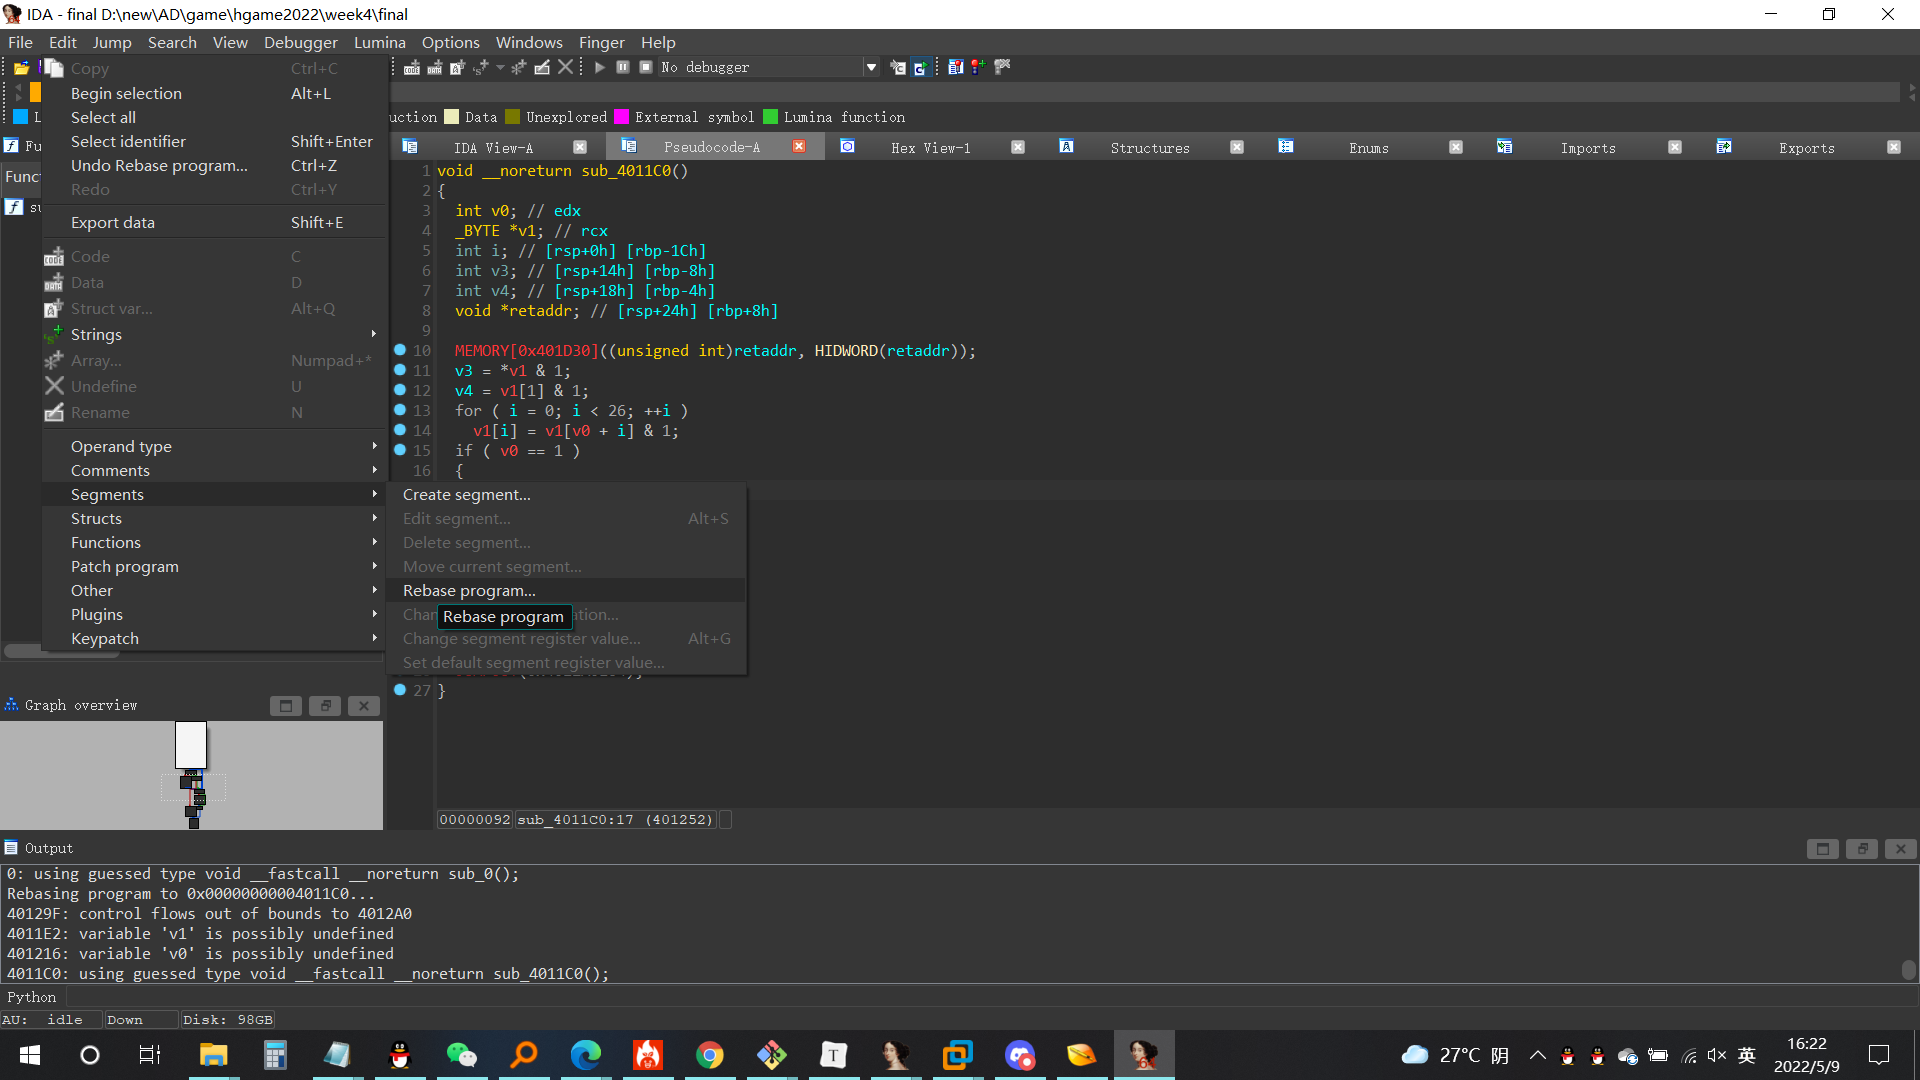 IDA - final D:\new\AD\game\hgame2022\week4\final
File Edit Jump Search View Debugger Lumina Options Windows Finger Help
Copy Ctrl+C
No debugger
Begin selection Alt+L
Select all
uction Data Unexplored External symbol Lumina function
Select identifier Shift+Enter
Fu
IDA View-A Pseudocode-A Hex View-1 Structures Enums Imports Exports
Undo Rebase program... Ctrl+Z
Funct
Redo Ctrl+Y
su
Export data Shift+E
Code C
Data D
Struct var... Alt+Q
Strings
Array... Numpad+*
Undefine U
Rename N
Operand type
Comments
Segments
Structs
Functions
Patch program
Other
Plugins
Keypatch
1 void __noreturn sub_4011C0()
2 {
3 int v0; // edx
4 _BYTE *v1; // rcx
5 int i; // [rsp+0h] [rbp-1Ch]
6 int v3; // [rsp+14h] [rbp-8h]
7 int v4; // [rsp+18h] [rbp-4h]
8 void *retaddr; // [rsp+24h] [rbp+8h]
9
10 MEMORY[0x401D30]((unsigned int)retaddr, HIDWORD(retaddr));
11 v3 = *v1 & 1;
12 v4 = v1[1] & 1;
13 for ( i = 0; i < 26; ++i )
14 v1[i] = v1[v0 + i] & 1;
15 if ( v0 == 1 )
16 {
Create segment...
Edit segment... Alt+S
Delete segment...
Move current segment...
Rebase program...
Chan
Rebase program
ation...
Change segment register value... Alt+G
Set default segment register value...
27 }
Graph overview
00000092 sub_4011C0:17 (401252)
Output
0: using guessed type void __fastcall __noreturn sub_0();
Rebasing program to 0x00000000004011C0...
40129F: control flows out of bounds to 4012A0
4011E2: variable 'v1' is possibly undefined
401216: variable 'v0' is possibly undefined
4011C0: using guessed type void __fastcall __noreturn sub_4011C0();
Python
AU: idle Down Disk: 98GB
27°C 阴
英
16:22
2022/5/9